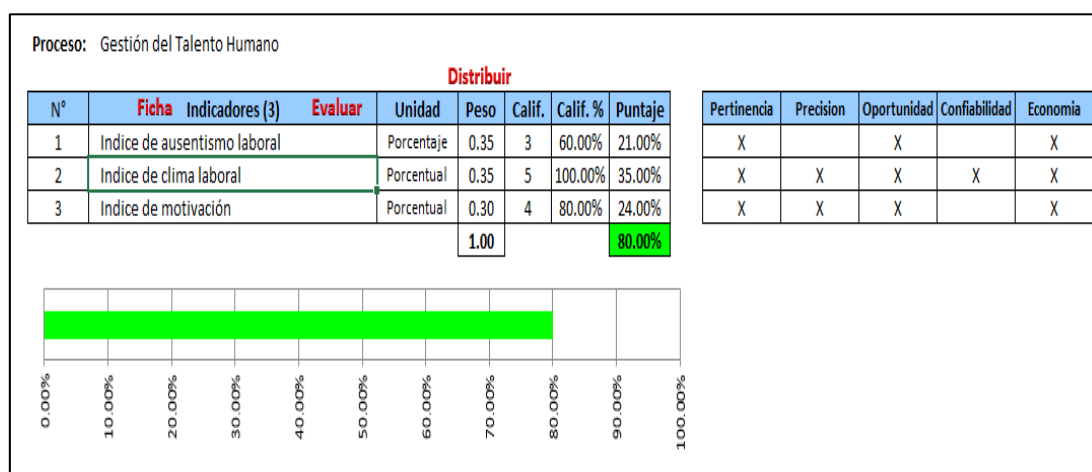 Proceso: Gestión del Talento Humano
Distribuir
N° Ficha Indicadores (3) Evaluar Unidad Peso Calif. Calif. % Puntaje Pertinencia Precision Oportunidad Confiabilidad Economia
1 Indice de ausentismo laboral Porcentaje 0.35 3 60.00% 21.00% X X X
2 Indice de clima laboral Porcentual 0.35 5 100.00% 35.00% X X X X X
3 Indice de motivación Porcentual 0.30 4 80.00% 24.00% X X X X
1.00 80.00%
0.00% 10.00% 20.00% 30.00% 40.00% 50.00% 60.00% 70.00% 80.00% 90.00% 100.00%